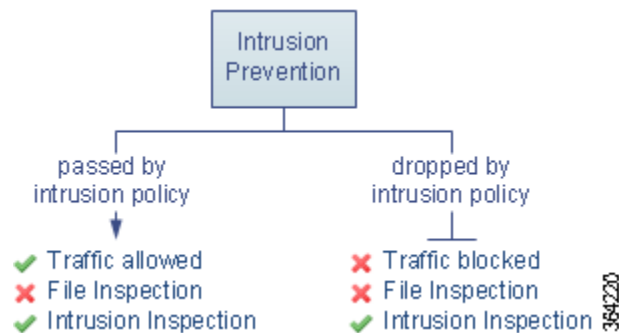 Intrusion
Prevention
passed by
intrusion policy
dropped by
intrusion policy
Traffic allowed
File Inspection
Intrusion Inspection
Traffic blocked
File Inspection
Intrusion Inspection
364220